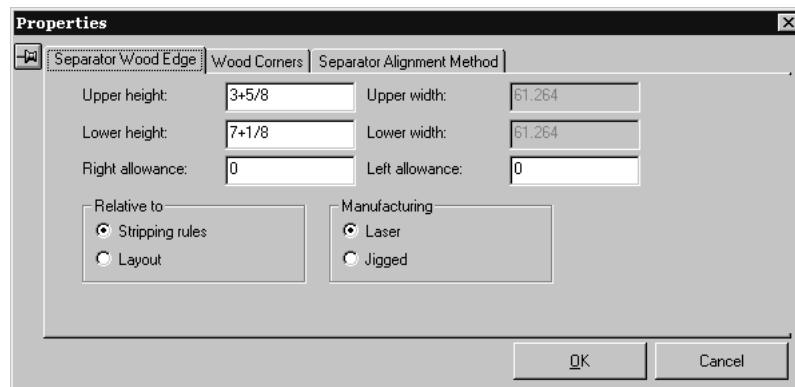 Properties
Separator Wood Edge Wood Corners Separator Alignment Method
Upper height: 3+5/8 Upper width: 61.264
Lower height: 7+1/8 Lower width: 61.264
Right allowance: 0 Left allowance: 0
Relative to Manufacturing
Stripping rules Laser
Layout Jigged
OK Cancel